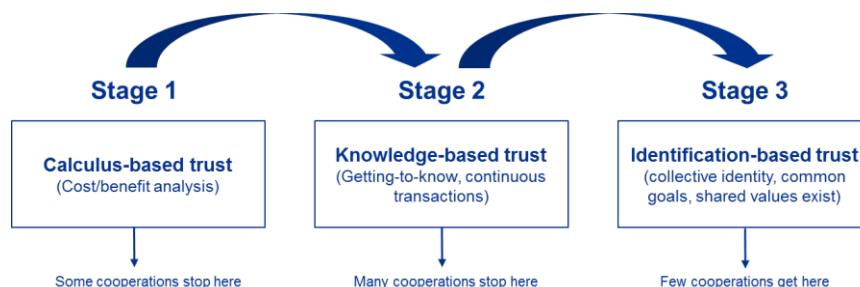 Stage 1
Stage 2
Stage 3
Calculus-based trust
(Cost/benefit analysis)
Knowledge-based trust
(Getting-to-know, continuous
transactions)
Identification-based trust
(collective identity, common
goals, shared values exist)
Some cooperations stop here
Many cooperations stop here
Few cooperations get here